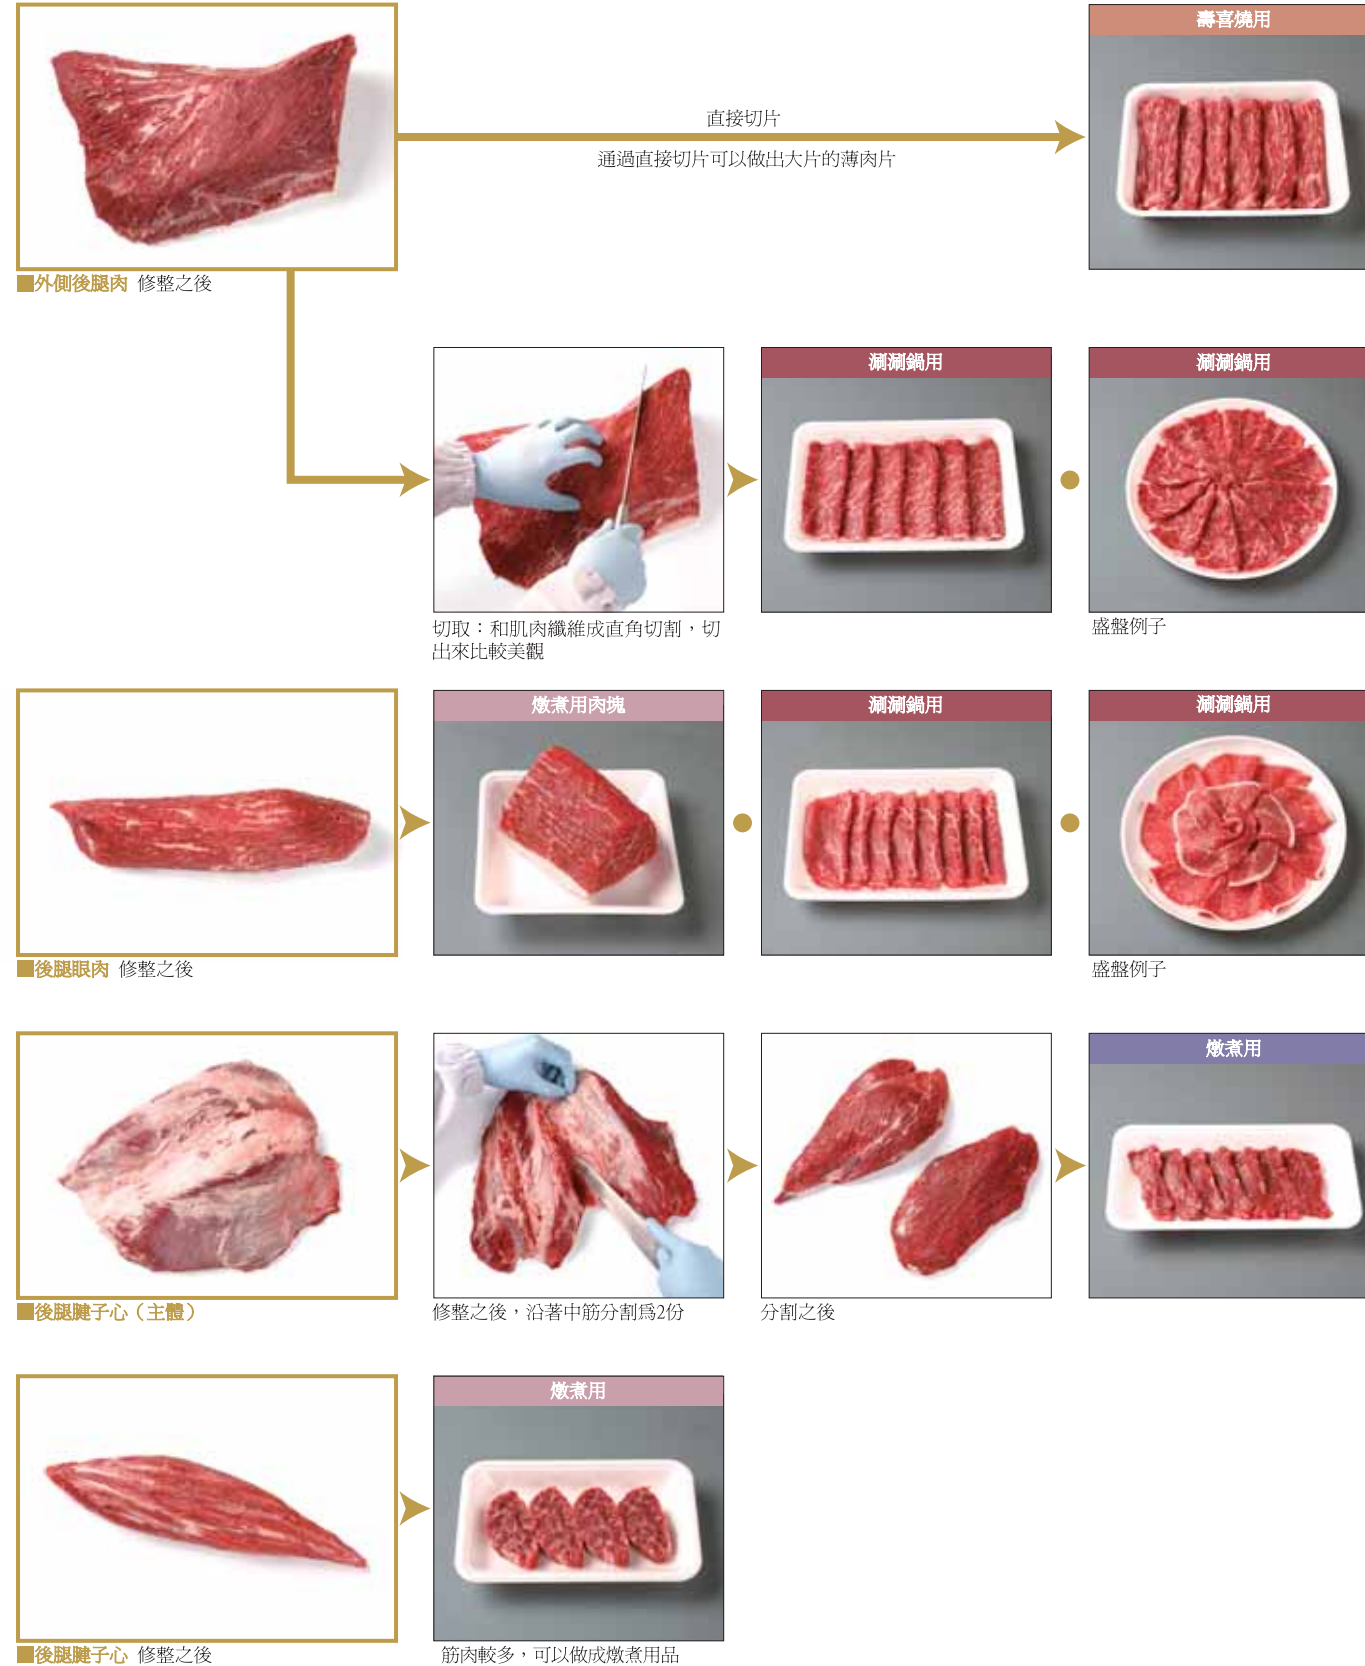 壽喜燒用
直接切片
通過直接切片可以做出大片的薄肉片
■外側後腿肉 修整之後
涮涮鍋用
涮涮鍋用
切取：和肌肉纖維成直角切割，切
出來比較美觀
盛盤例子
燉煮用肉塊
涮涮鍋用
涮涮鍋用
■後腿眼肉 修整之後
盛盤例子
燉煮用
■後腿腱子心（主體）
修整之後，沿著中筋分割爲2份
分割之後
燉煮用
■後腿腱子心 修整之後
筋肉較多，可以做成燉煮用品